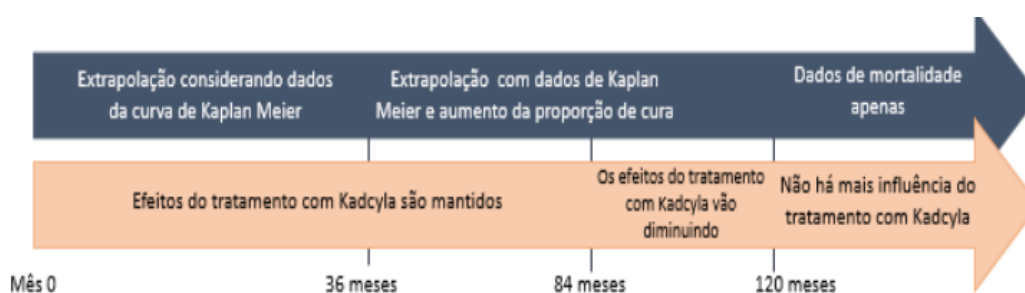 Extrapolação considerando dados
da curva de Kaplan Meier
Extrapolação com dados de Kaplan
Meier e aumento da proporção de cura
Dados de mortalidade
apenas
Efeitos do tratamento com Kadcyla são mantidos
Os efeitos do tratamento
com Kadcyla vão
diminuindo
Não há mais influência do
tratamento com Kadcyla
Mês 0
36 meses
84 meses
120 meses